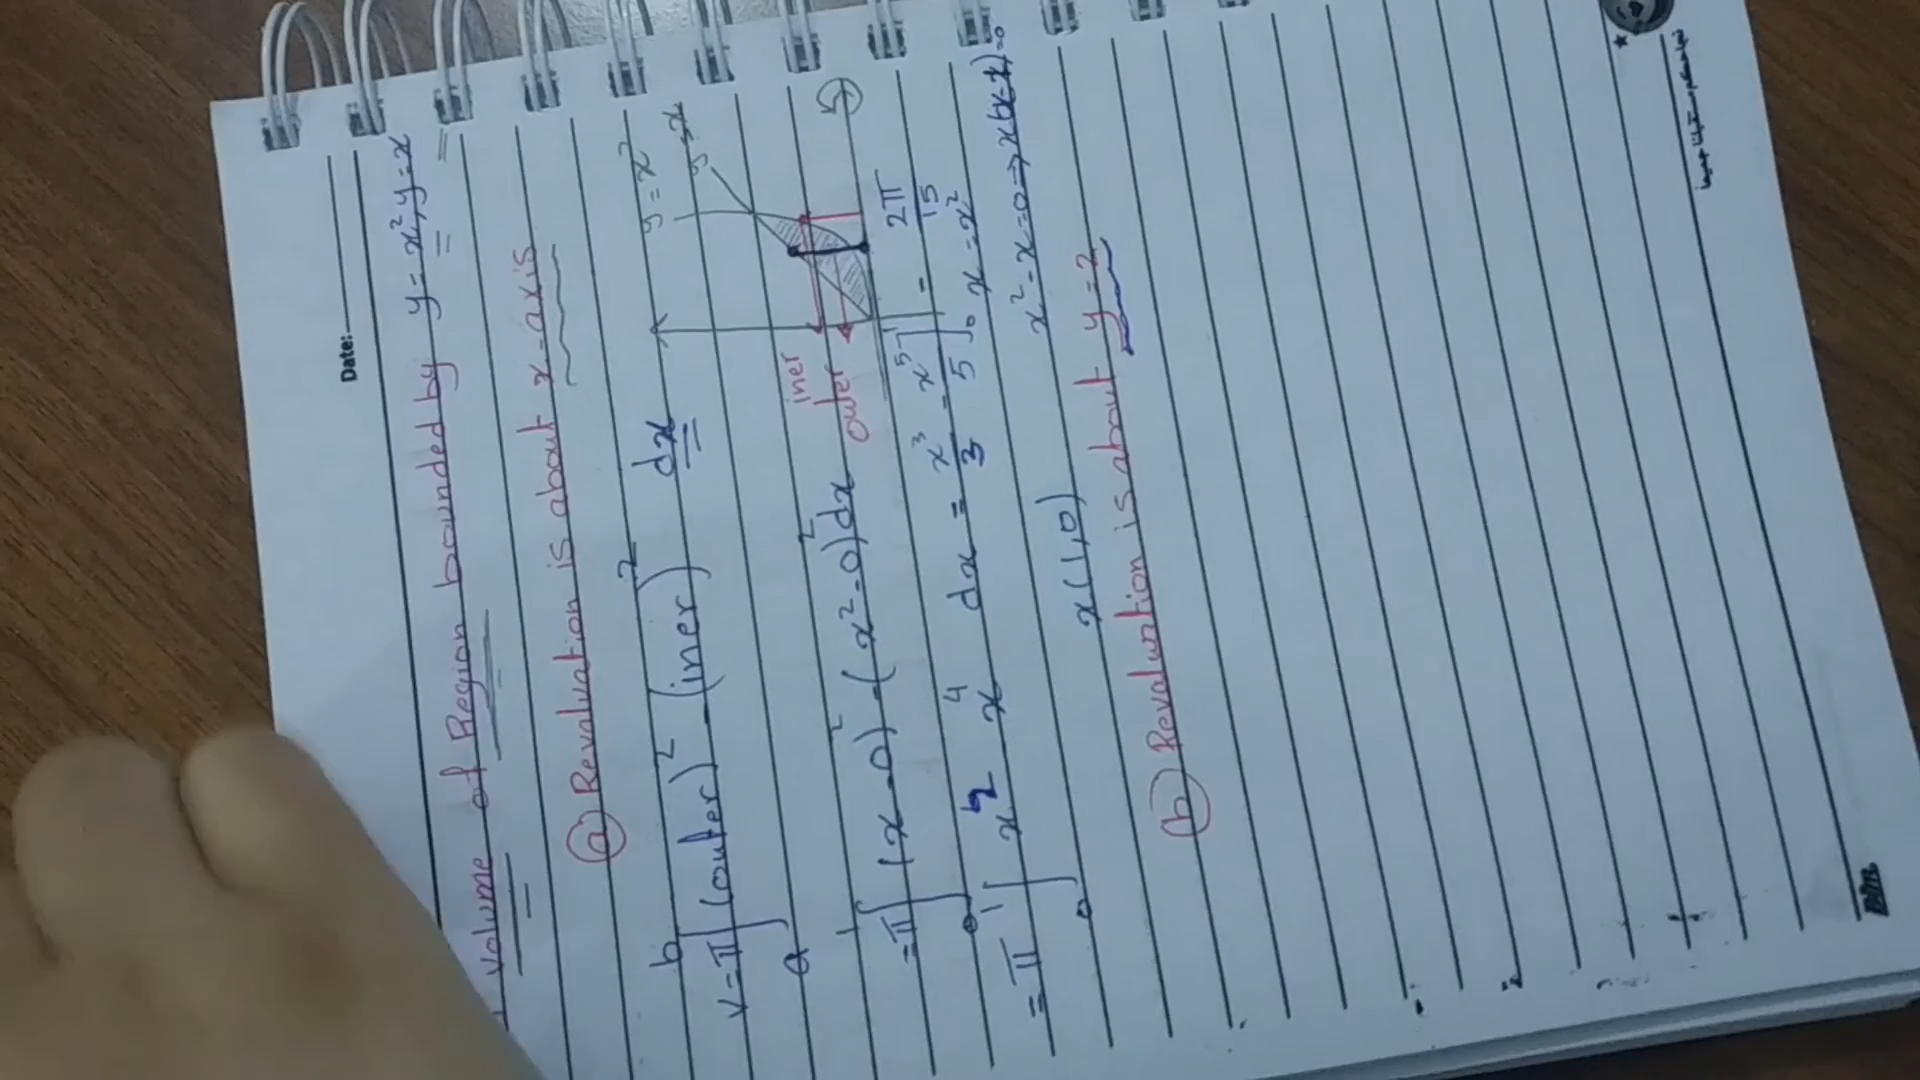 Date:
volume of Region bounded by y=x², y=x
ⓐ Revaluation is about x-axis
V=π∫ₐᵇ (outer)² - (iner)² dx
y=x²
y=x
iner
outer
=π∫₀¹ (x-0)² - (x²-0)² dx
=π∫₀¹ x² x⁴ dx = x³/3 - x⁵/5 ]₀¹ = 2π/15
x=x²
x²-x=0→x(x-1)=0
x(1,0)
ⓑ Revaluation is about y=2